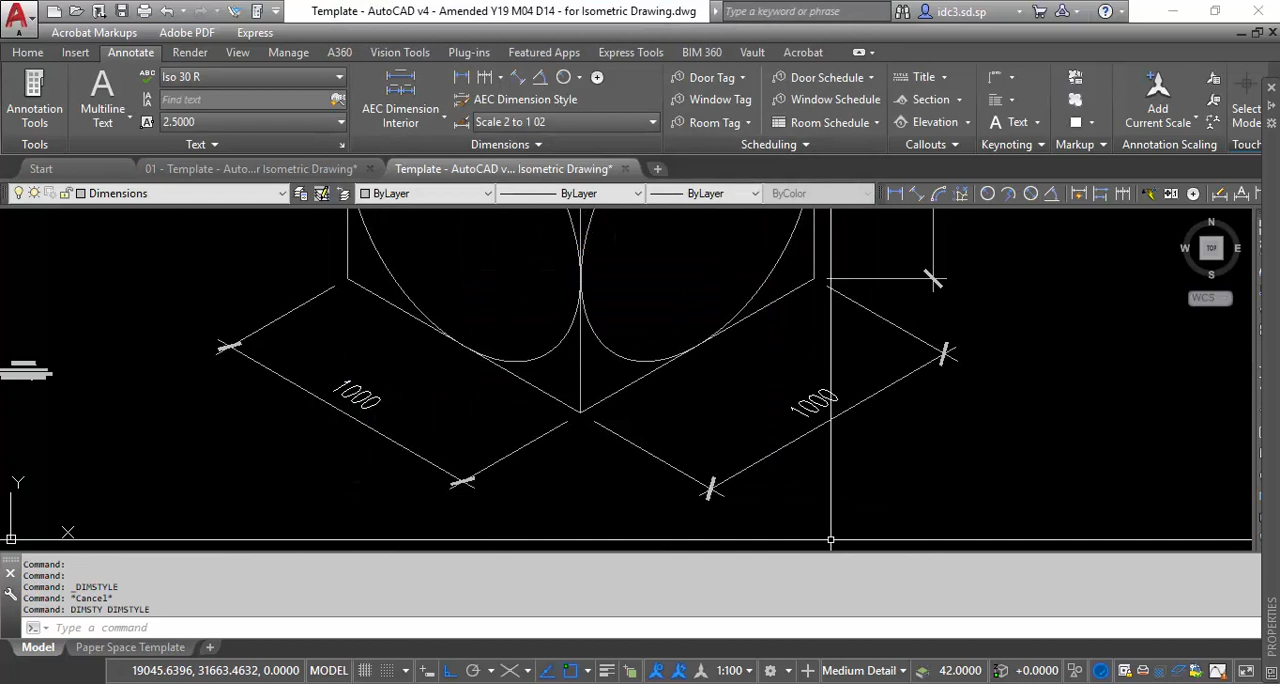 Template - AutoCAD v4 - Amended Y19 M04 D14 - for Isometric Drawing.dwg
Type a keyword or phrase
idc3.sd.sp
Acrobat Markups
Adobe PDF
Express
Home
Insert
Annotate
Render
View
Manage
A360
Vision Tools
Plug-ins
Featured Apps
Express Tools
BIM 360
Vault
Acrobat
Annotation Tools
Multiline Text
ABC
Iso 30 R
Find text
2.5000
AEC Dimension Interior
AEC Dimension Style
Scale 2 to 1 02
Door Tag
Window Tag
Room Tag
Door Schedule
Window Schedule
Room Schedule
Title
Section
Elevation
Text
Add Current Scale
Select Mode
Tools
Text
Dimensions
Scheduling
Callouts
Keynoting
Markup
Annotation Scaling
Touch
Start
01 - Template - Auto...r Isometric Drawing*
Template - AutoCAD v... Isometric Drawing*
Dimensions
ByLayer
ByLayer
ByLayer
ByColor
N
W
TOP
E
S
WCS
1000
1000
Y
X
Command:
Command:
Command: _DIMSTYLE
Command: *Cancel*
Command: DIMSTY DIMSTYLE
Type a command
Model
Paper Space Template
PROPERTIES
19045.6396, 31663.4632, 0.0000
MODEL
1:100
Medium Detail
42.0000
+0.0000